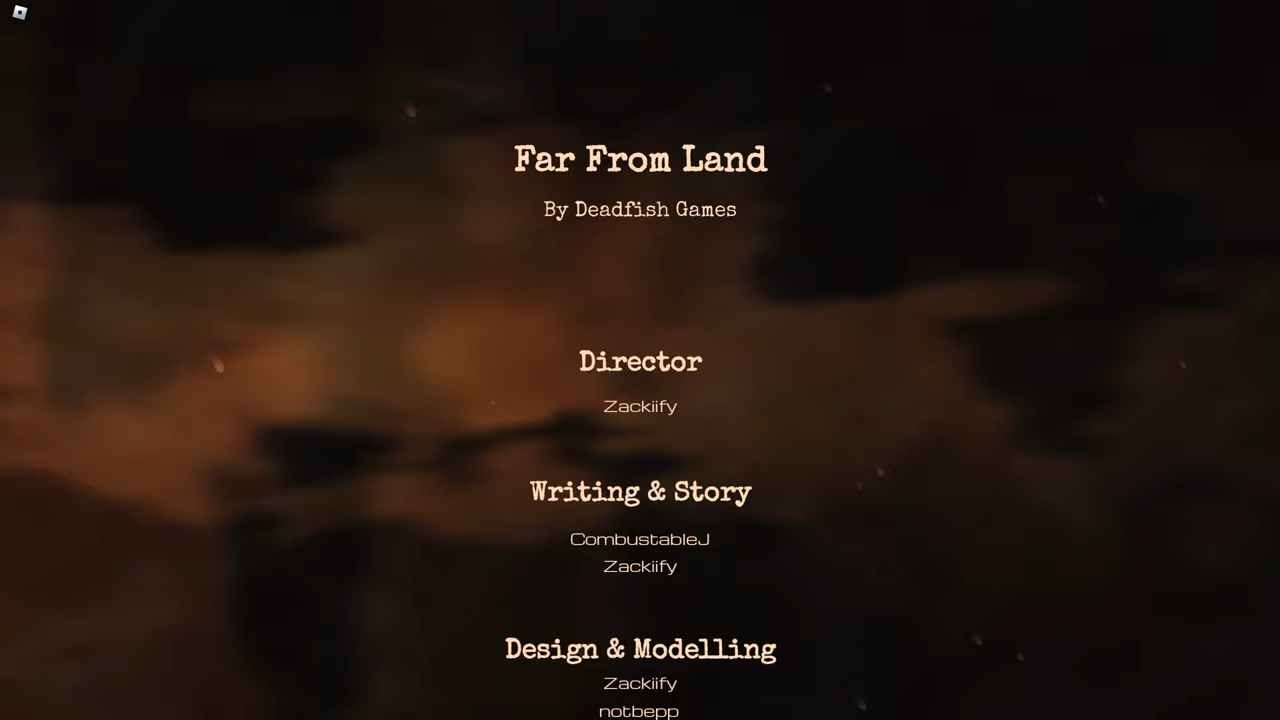 Far From Land
By Deadfish Games
Director
Zackiify
Writing & Story
CombustableJ
Zackiify
Design & Modelling
Zackiify
notbepp